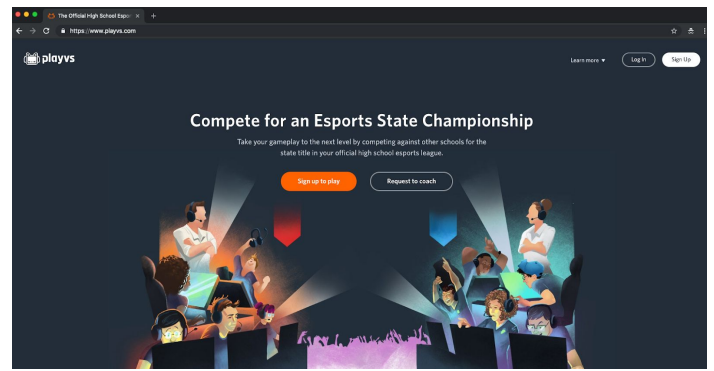 The Official High School Espor
https://www.playvs.com
playvs
Learn more
Log In
Sign Up
Compete for an Esports State Championship
Take your gameplay to the next level by competing against other schools for the
state title in your official high school esports league.
Sign up to play
Request to coach